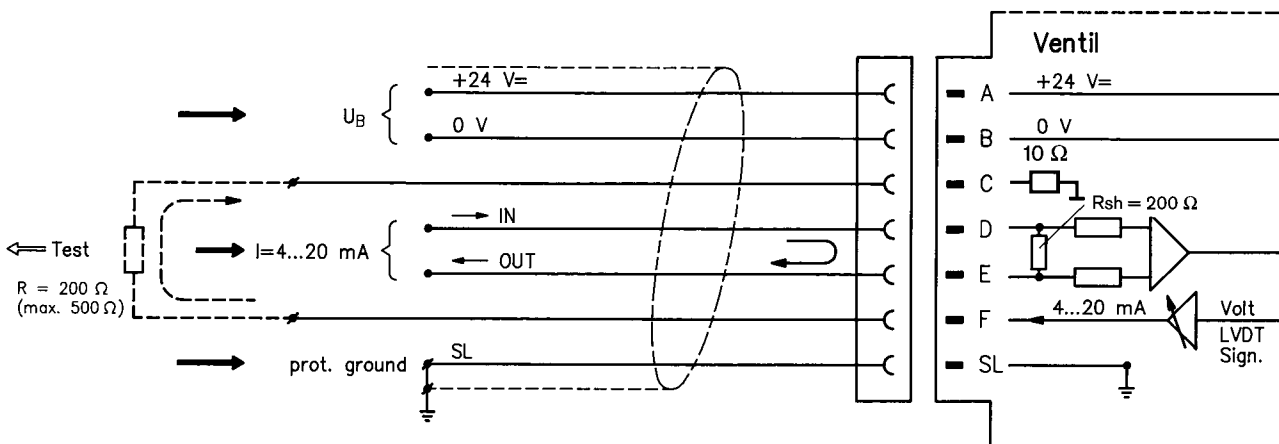 Ventil
+24 V=
A
+24 V=
U_B
0 V
B
0 V
10 Ω
C
Rsh = 200 Ω
IN
D
Test
I=4...20 mA
OUT
E
R = 200 Ω
(max. 500 Ω)
F
4...20 mA
Volt
LVDT
Sign.
prot. ground
SL
SL